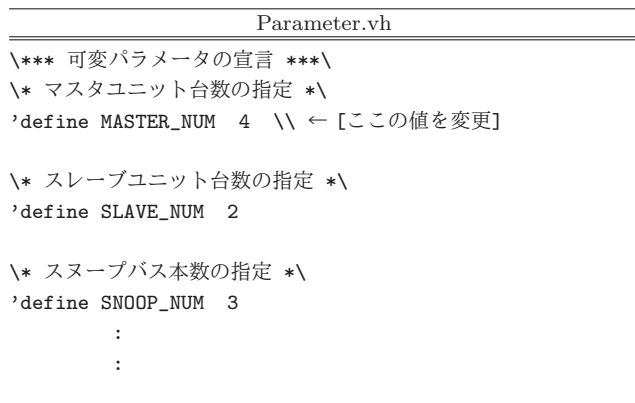 Parameter.vh
\*** 可変パラメータの宣言 ***\
\* マスタユニット台数の指定 *\
'define MASTER_NUM 4 \\ ← [ここの値を変更]
\* スレーブユニット台数の指定 *\
'define SLAVE_NUM 2
\* スヌープバス本数の指定 *\
'define SNOOP_NUM 3
:
: